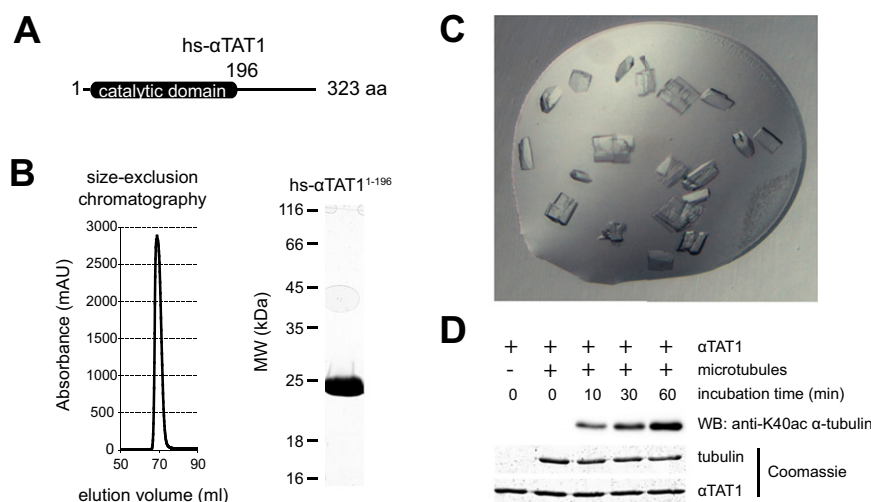 A
hs-αTAT1
196
1 catalytic domain 323 aa
B
size-exclusion
chromatography
3000
2500
2000
1500
1000
500
0
50 70 90
Absorbance (mAU)
elution volume (ml)
hs-αTAT1¹⁻¹⁹⁶
MW (kDa)
116
66
45
35
25
18
16
C
D
+ + + + + αTAT1
- + + + + microtubules
0 0 10 30 60 incubation time (min)
WB: anti-K40ac α-tubulin
tubulin
αTAT1
Coomassie